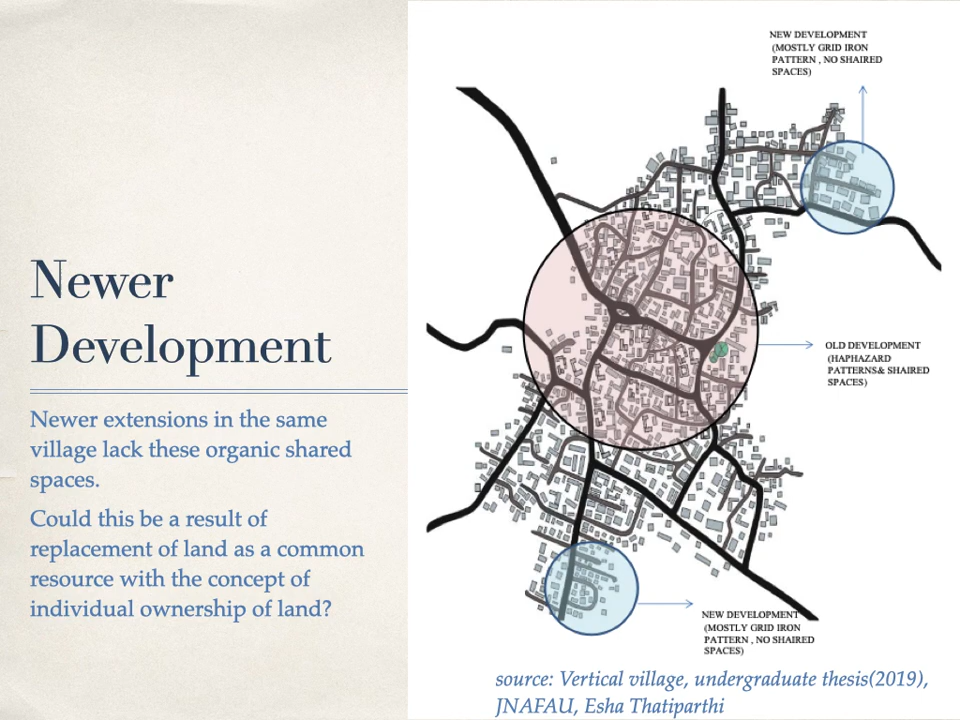 Newer
Development
Newer extensions in the same
village lack these organic shared
spaces.
Could this be a result of
replacement of land as a common
resource with the concept of
individual ownership of land?
NEW DEVELOPMENT
(MOSTLY GRID IRON
PATTERN , NO SHAIRED
SPACES)
OLD DEVELOPMENT
(HAPHAZARD
PATTERNS& SHAIRED
SPACES)
NEW DEVELOPMENT
(MOSTLY GRID IRON
PATTERN , NO SHAIRED
SPACES)
source: Vertical village, undergraduate thesis(2019),
JNAFAU, Esha Thatiparthi